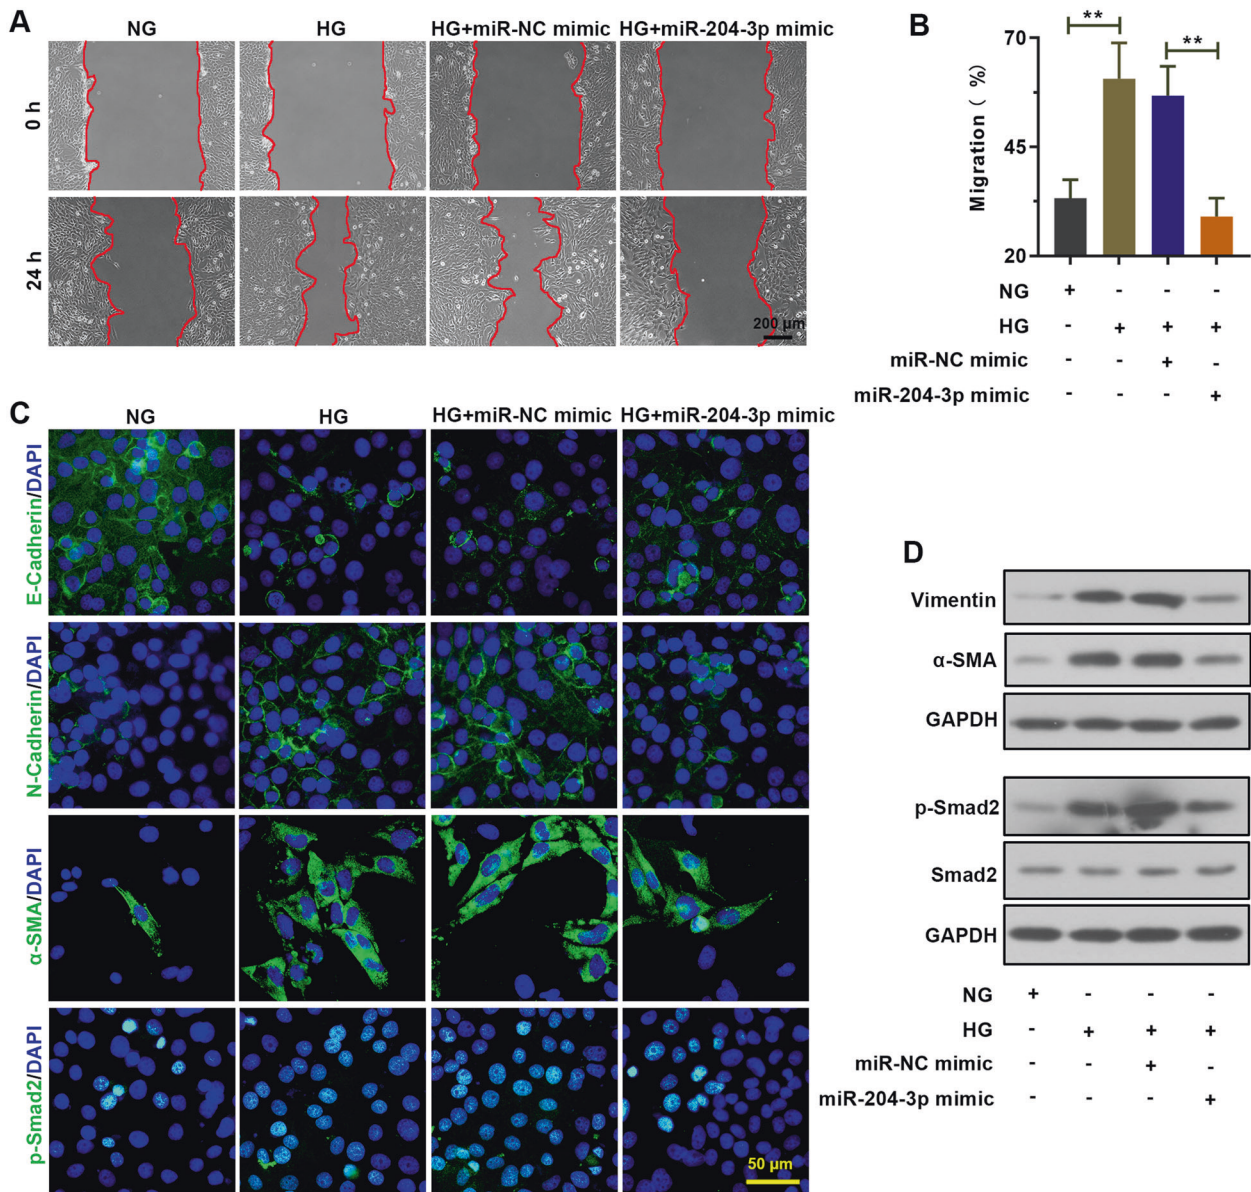 A
NG HG HG+miR-NC mimic HG+miR-204-3p mimic
0 h
24 h
200 µm
B
**
**
Migration ( %)
70
45
20
NG + - - -
HG - + + +
miR-NC mimic - - + -
miR-204-3p mimic - - - +
C
NG HG HG+miR-NC mimic HG+miR-204-3p mimic
E-Cadherin/DAPI
N-Cadherin/DAPI
α-SMA/DAPI
p-Smad2/DAPI
50 µm
D
Vimentin
α-SMA
GAPDH
p-Smad2
Smad2
GAPDH
NG + - - -
HG - + + +
miR-NC mimic - - + -
miR-204-3p mimic - - - +